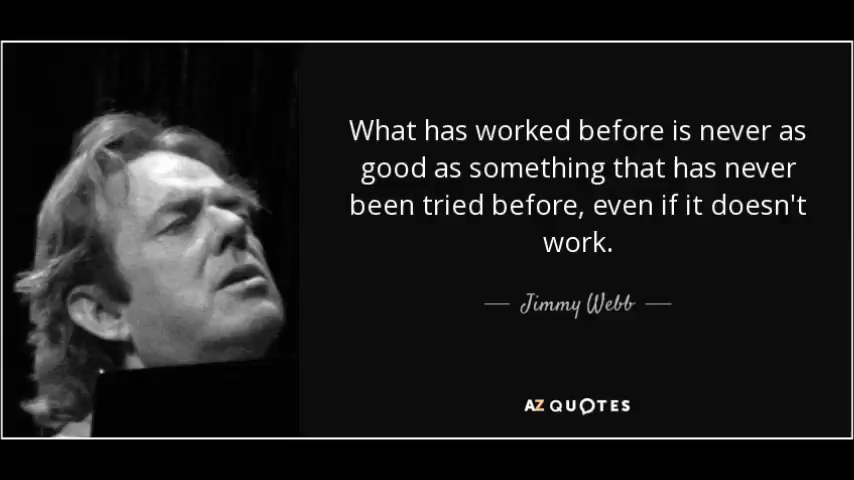 What has worked before is never as
good as something that has never
been tried before, even if it doesn't
work.
Jimmy Webb
AZ QUOTES